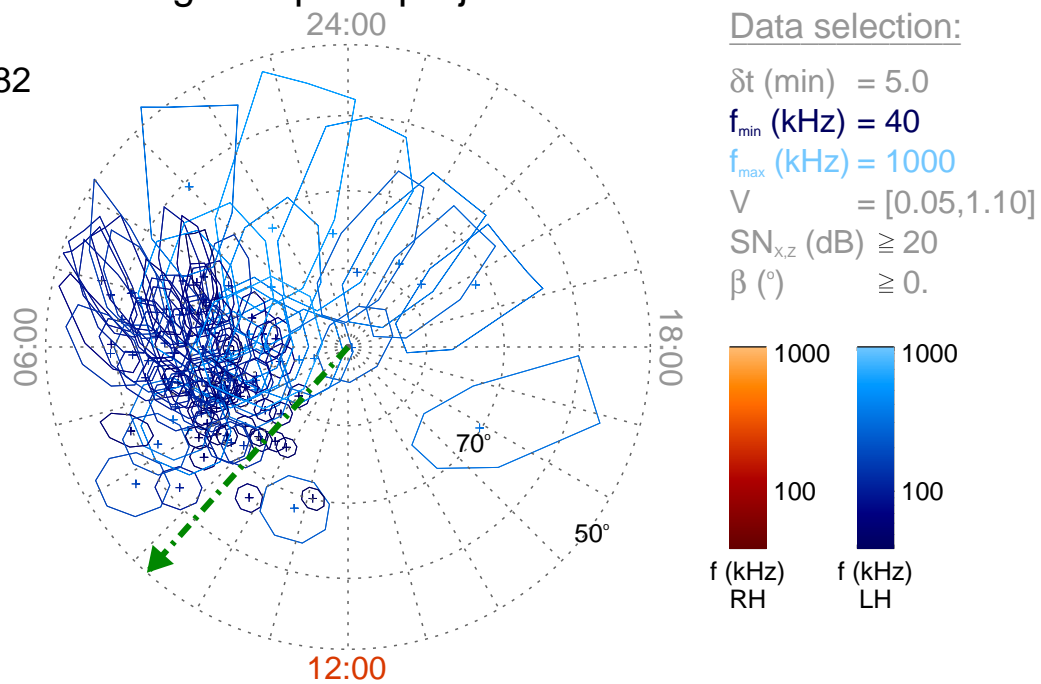 24:00
82
06:00
18:00
70°
50°
12:00
Data selection:
δt (min) = 5.0
fmin (kHz) = 40
fmax (kHz) = 1000
V = [0.05,1.10]
SNX,Z (dB) ≧ 20
β (°) ≧ 0.
1000 1000
100 100
f (kHz) f (kHz)
RH LH